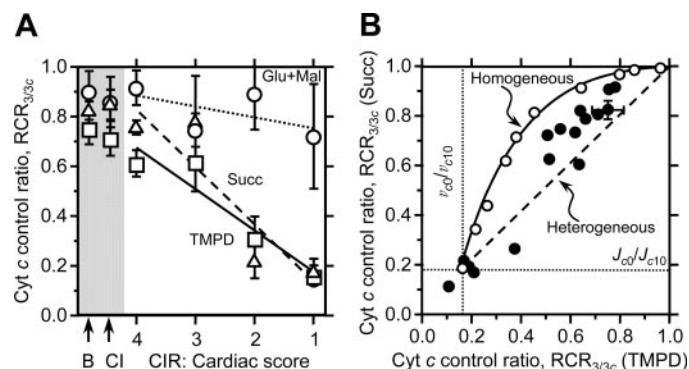 A
Cyt c control ratio, RCR3/3c
1.0
0.8
0.6
0.4
0.2
0.0
Glu+Mal
Succ
TMPD
4 3 2 1
B CI CIR: Cardiac score
B
Cyt c control ratio, RCR3/3c (Succ)
1.0
0.8
0.6
0.4
0.2
0.0
Homogeneous
vc0/vc10
Heterogeneous
Jc0/Jc10
0.0 0.2 0.4 0.6 0.8 1.0
Cyt c control ratio, RCR3/3c (TMPD)